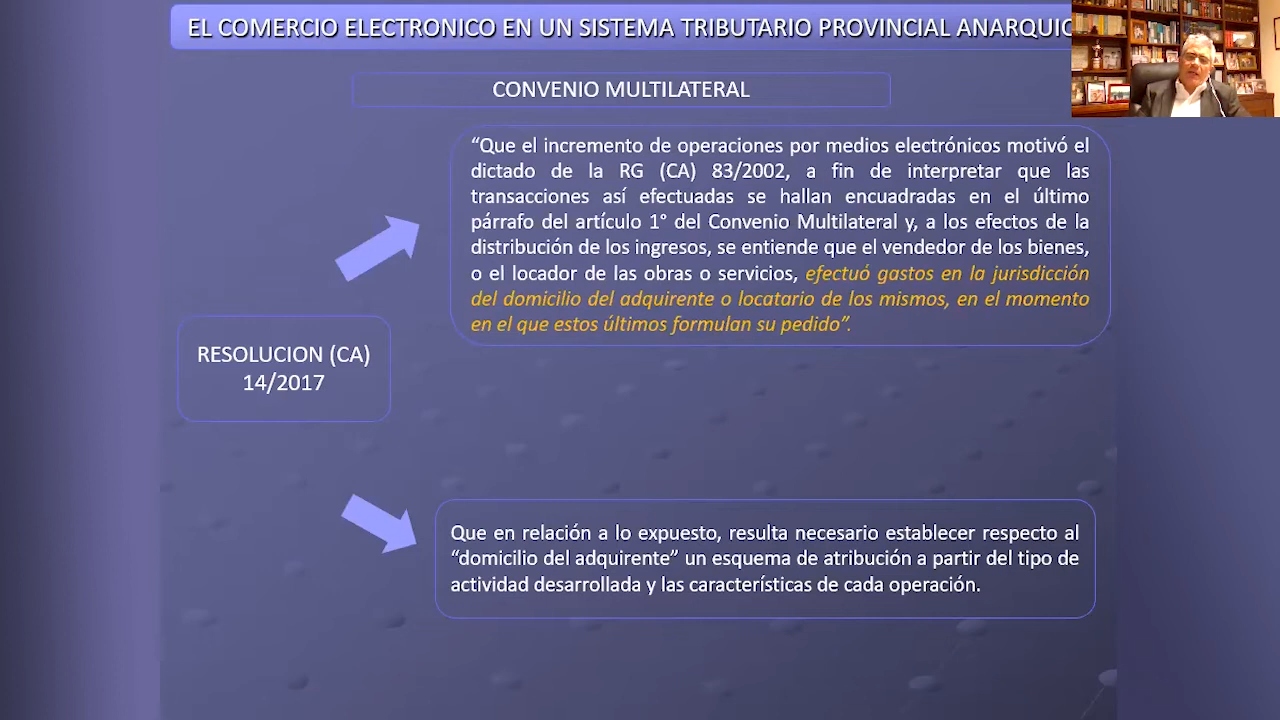 EL COMERCIO ELECTRONICO EN UN SISTEMA TRIBUTARIO PROVINCIAL
CONVENIO MULTILATERAL
“Que el incremento de operaciones por medios electrónicos motivó el
dictado de la RG (CA) 83/2002, a fin de interpretar que las
transacciones así efectuadas se hallan encuadradas en el último
párrafo del artículo 1° del Convenio Multilateral y, a los efectos de la
distribución de los ingresos, se entiende que el vendedor de los bienes,
o el locador de las obras o servicios, efectuó gastos en la jurisdicción
del domicilio del adquirente o locatario de los mismos, en el momento
en el que estos últimos formulan su pedido”.
RESOLUCION (CA)
14/2017
Que en relación a lo expuesto, resulta necesario establecer respecto al
“domicilio del adquirente” un esquema de atribución a partir del tipo de
actividad desarrollada y las características de cada operación.